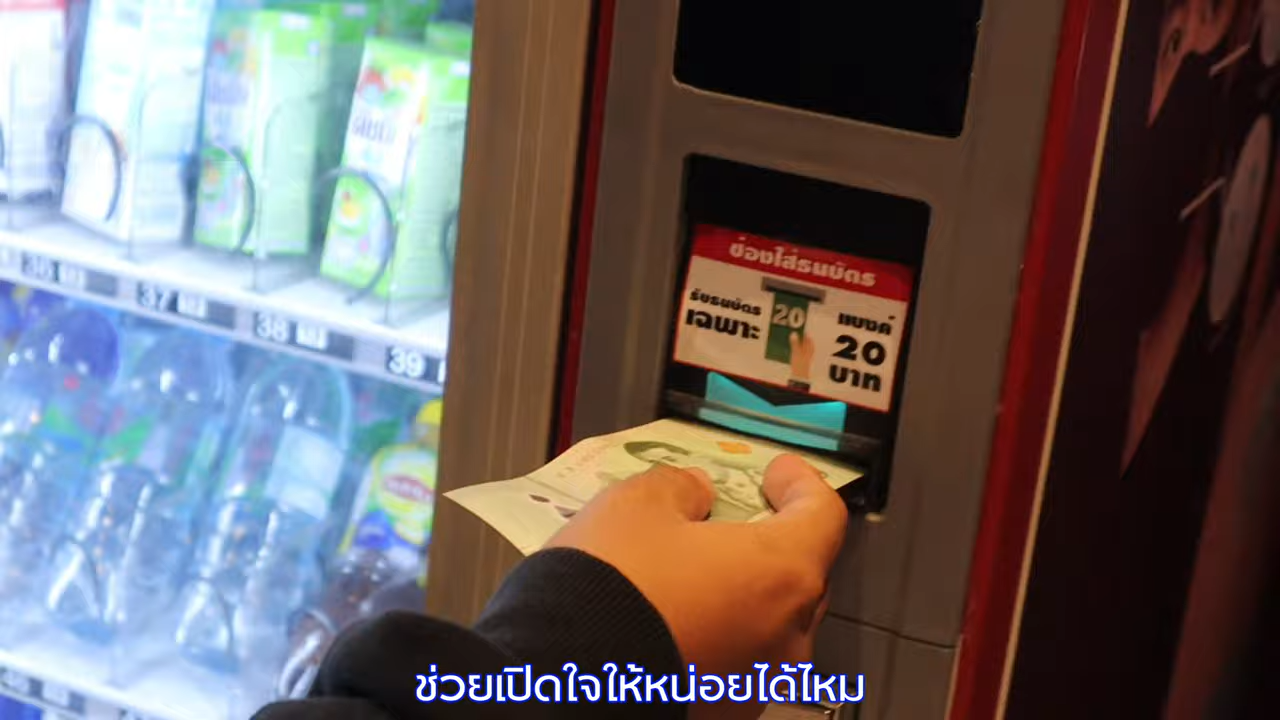 ช่องใส่ธนบัตร
รับธนบัตร
เฉพาะ
20
แบงค์
20
บาท
36
37
38
39
ช่วยเปิดใจให้หน่อยได้ไหม